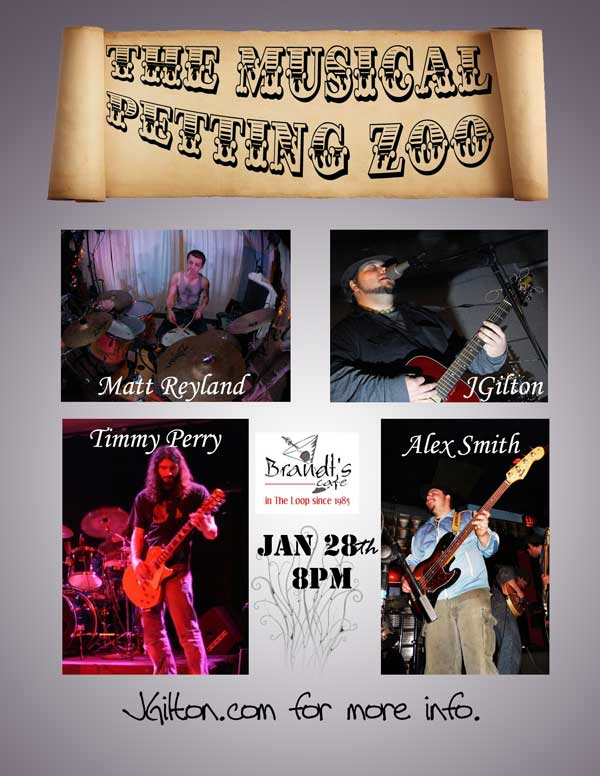 THE MUSICAL
PETTING ZOO
Matt Reyland
JGilton
Timmy Perry
Alex Smith
Brandt's
cafe
in The Loop since 1985
JAN 28th
8PM
JGilton.com for more info.